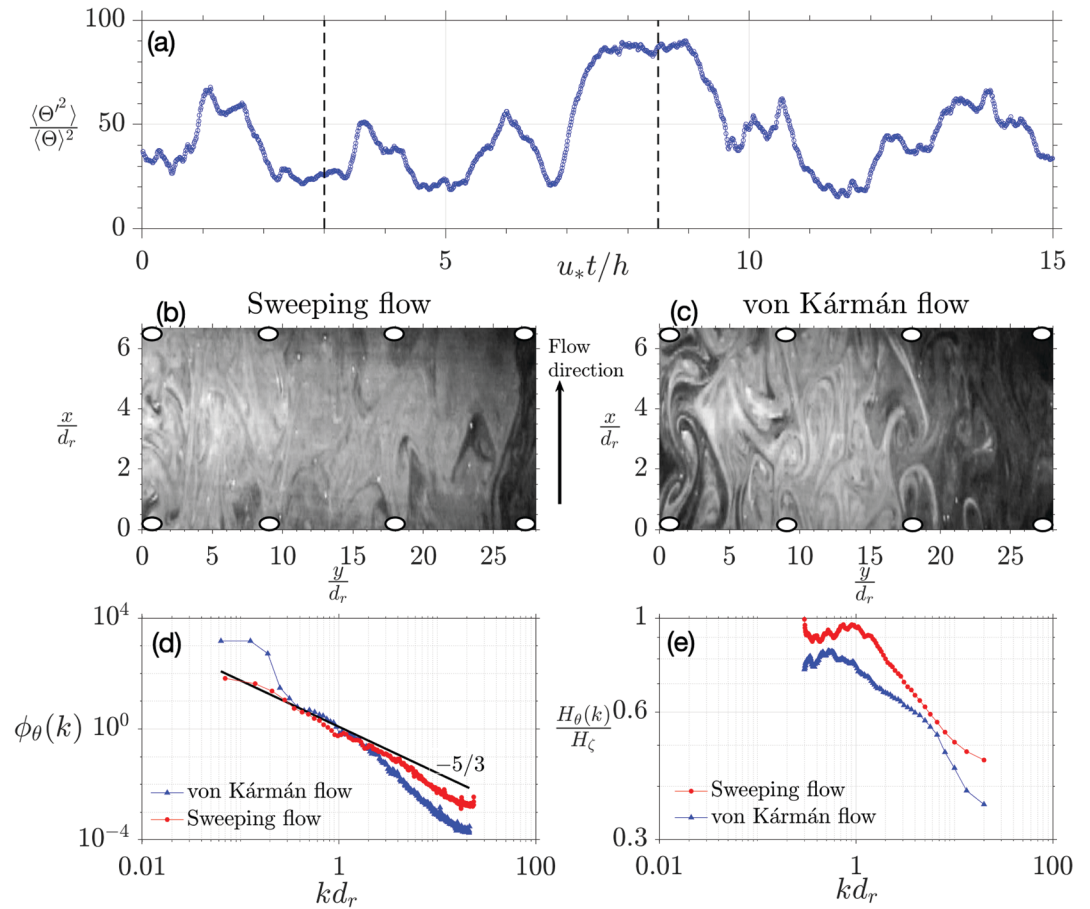 (a)
100
50
0
⟨Θ′²⟩
⟨Θ⟩²
0 5 10 15
u*t/h
(b) Sweeping flow
6
4
2
0
x
d_r
0 5 10 15 20 25
y
d_r
Flow
direction
(c) von Kármán flow
6
4
2
0
x
d_r
0 5 10 15 20 25
y
d_r
(d)
10⁴
10⁰
10⁻⁴
ϕ_θ(k)
−5/3
von Kármán flow
Sweeping flow
0.01 1 100
kd_r
(e)
1
0.6
0.3
H_θ(k)
H_ζ
Sweeping flow
von Kármán flow
0.01 1 100
kd_r